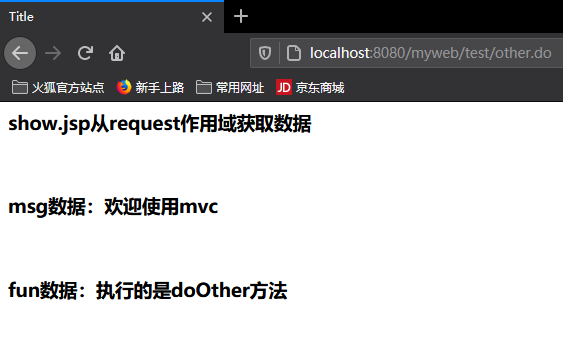 Title
localhost:8080/myweb/test/other.do
火狐官方站点 新手上路 常用网址 JD 京东商城
show.jsp从request作用域获取数据
msg数据：欢迎使用mvc
fun数据：执行的是doOther方法